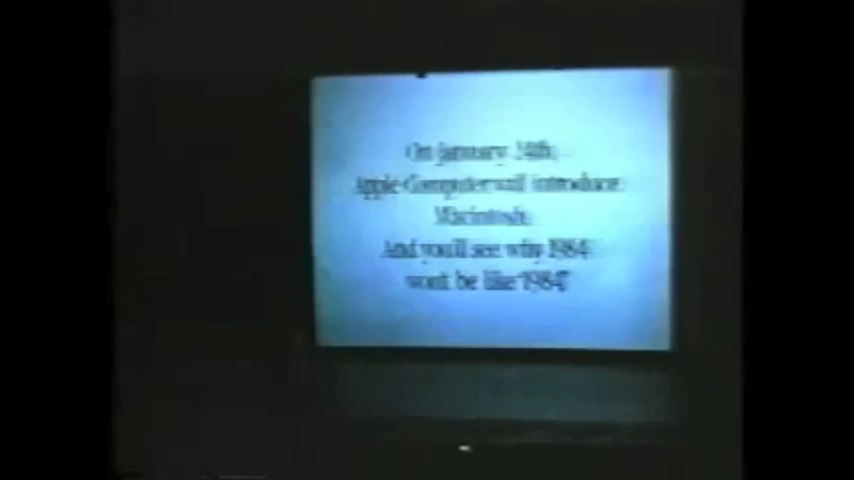 On January 24th,
Apple Computer will introduce
Macintosh.
And you'll see why 1984
won't be like "1984"